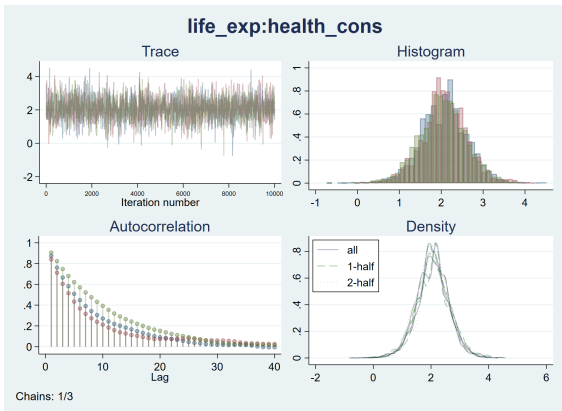 life_exp:health_cons
Trace
4
2
0
-2
0 2000 4000 6000 8000 10000
Iteration number
Histogram
1
.8
.6
.4
.2
0
-1 0 1 2 3 4
Autocorrelation
1
.8
.6
.4
.2
0
0 10 20 30 40
Lag
Density
all
1-half
2-half
.8
.6
.4
.2
0
-2 0 2 4 6
Chains: 1/3